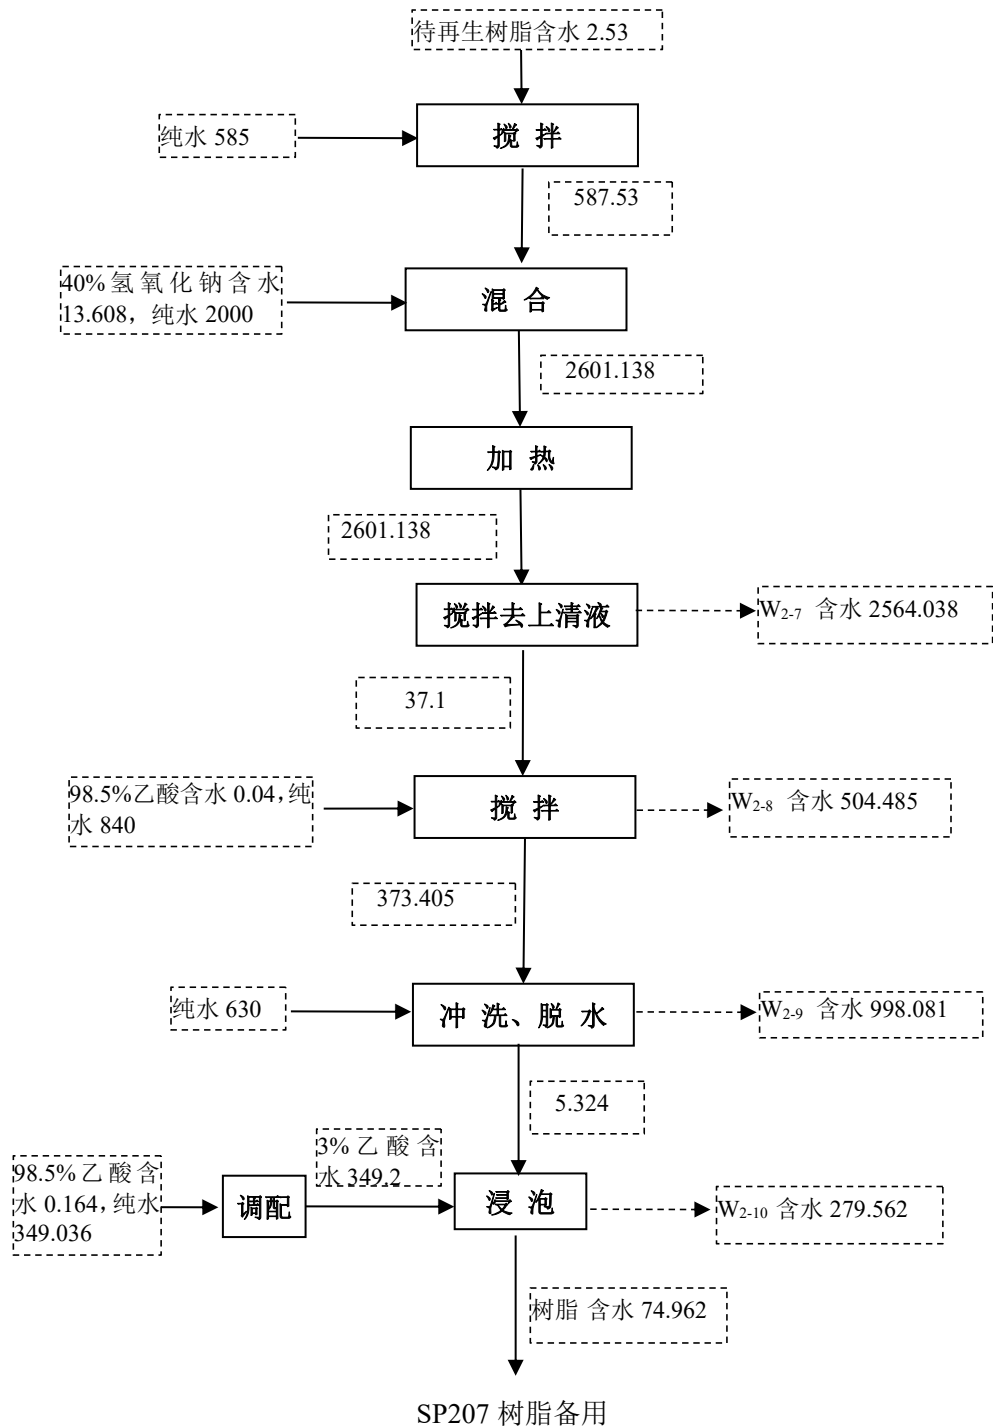 待再生树脂含水 2.53
纯水 585
搅 拌
587.53
40%氢氧化钠含水
13.608，纯水 2000
混 合
2601.138
加 热
2601.138
搅拌去上清液
W2-7 含水 2564.038
37.1
98.5%乙酸含水 0.04，纯
水 840
搅 拌
W2-8 含水 504.485
373.405
纯水 630
冲 洗、脱 水
W2-9 含水 998.081
5.324
98.5%乙酸含
水 0.164，纯水
349.036
调配
3%乙酸含
水 349.2
浸 泡
W2-10 含水 279.562
树脂 含水 74.962
SP207 树脂备用